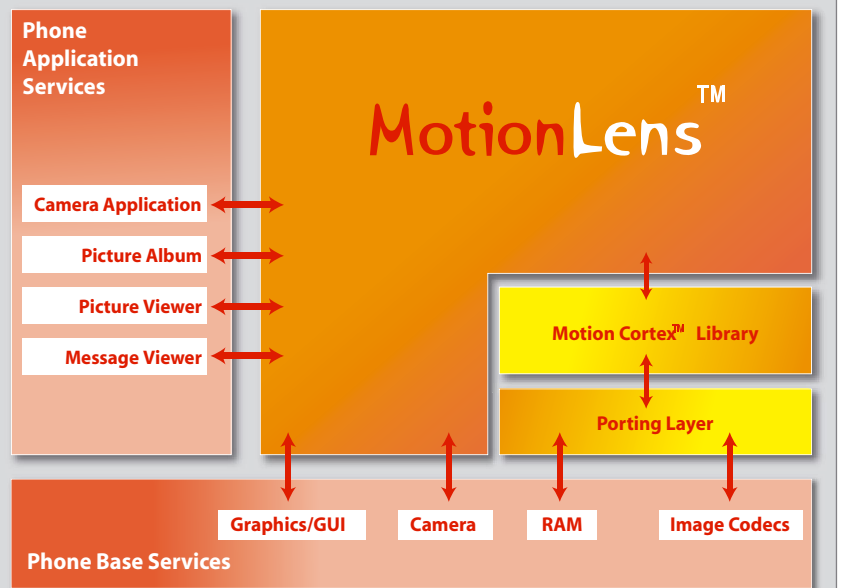 Phone
Application
Services
MotionLens™
Camera Application
Picture Album
Picture Viewer
Message Viewer
Motion Cortex™ Library
Porting Layer
Graphics/GUI
Camera
RAM
Image Codecs
Phone Base Services